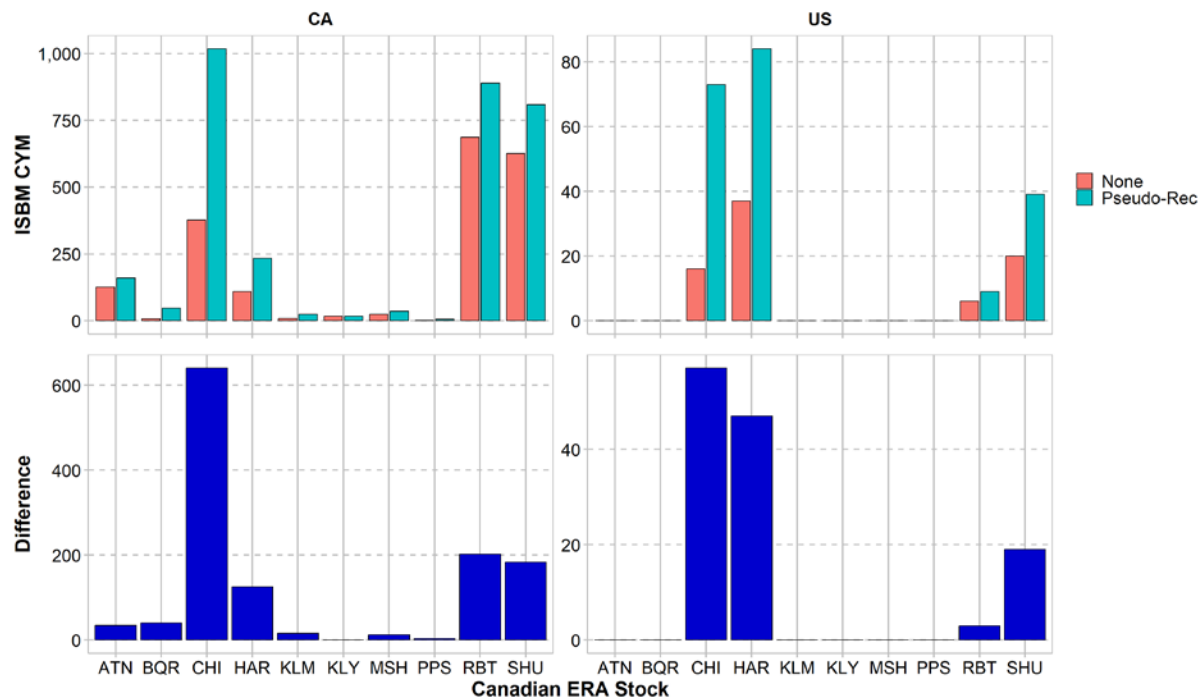 CA
US
1,000
750
500
250
0
ISBM CYM
80
60
40
20
0
None
Pseudo-Rec
600
400
200
0
Difference
40
20
0
ATN BQR CHI HAR KLM KLY MSH PPS RBT SHU
ATN BQR CHI HAR KLM KLY MSH PPS RBT SHU
Canadian ERA Stock